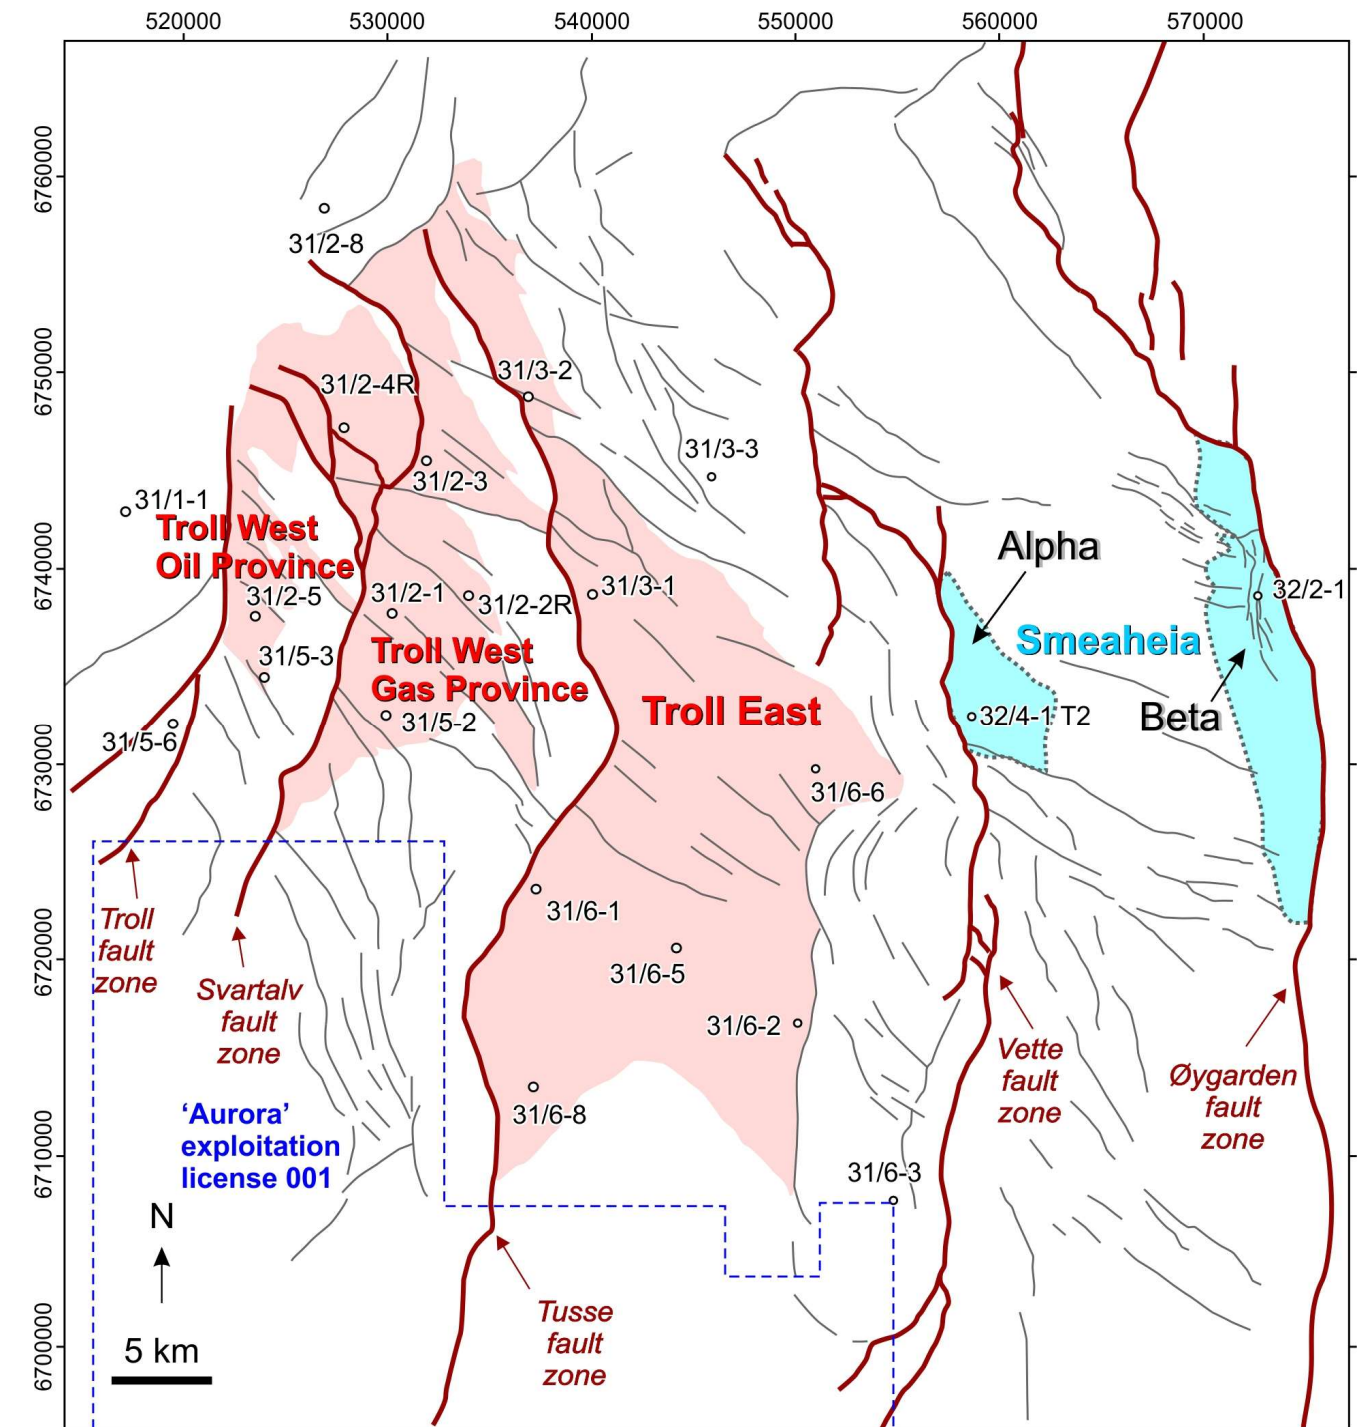 520000
530000
540000
550000
560000
570000
6760000
6750000
6740000
6730000
6720000
6710000
6700000
31/2-8
31/2-4R
31/3-2
31/3-3
31/2-3
31/1-1
Troll West
Oil Province
31/2-5
31/2-1
31/2-2R
31/3-1
32/2-1
Alpha
Smeaheia
31/5-3
Troll West
Gas Province
31/5-2
31/5-6
Troll East
32/4-1 T2
Beta
31/6-6
31/6-1
31/6-5
31/6-2
31/6-8
31/6-3
Troll
fault
zone
Svartalv
fault
zone
Vette
fault
zone
Øygarden
fault
zone
'Aurora'
exploitation
license 001
N
5 km
Tusse
fault
zone